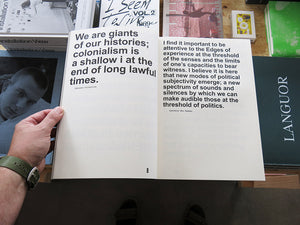 I SEEM
VOL.2
We are giants
of our histories;
colonialism is
a shallow i at the
end of long lawful
times.
I find it important to be
attentive to the Edges of
experience at the threshold
of the senses and the limits
of one's capacities to bear
witness. I believe it is here
that new modes of political
subjectivity emerge; a new
spectrum of sounds and
silences by which we can
make audible those at the
threshold of politics.
LANGUOR